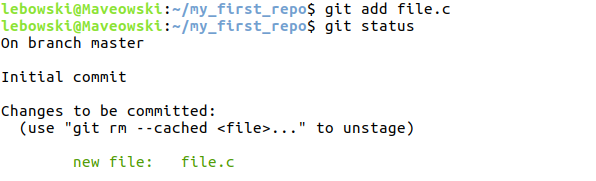 lebowski@Maveowski:~/my_first_repo$ git add file.c
lebowski@Maveowski:~/my_first_repo$ git status
On branch master
Initial commit
Changes to be committed:
  (use "git rm --cached <file>..." to unstage)
        new file:   file.c